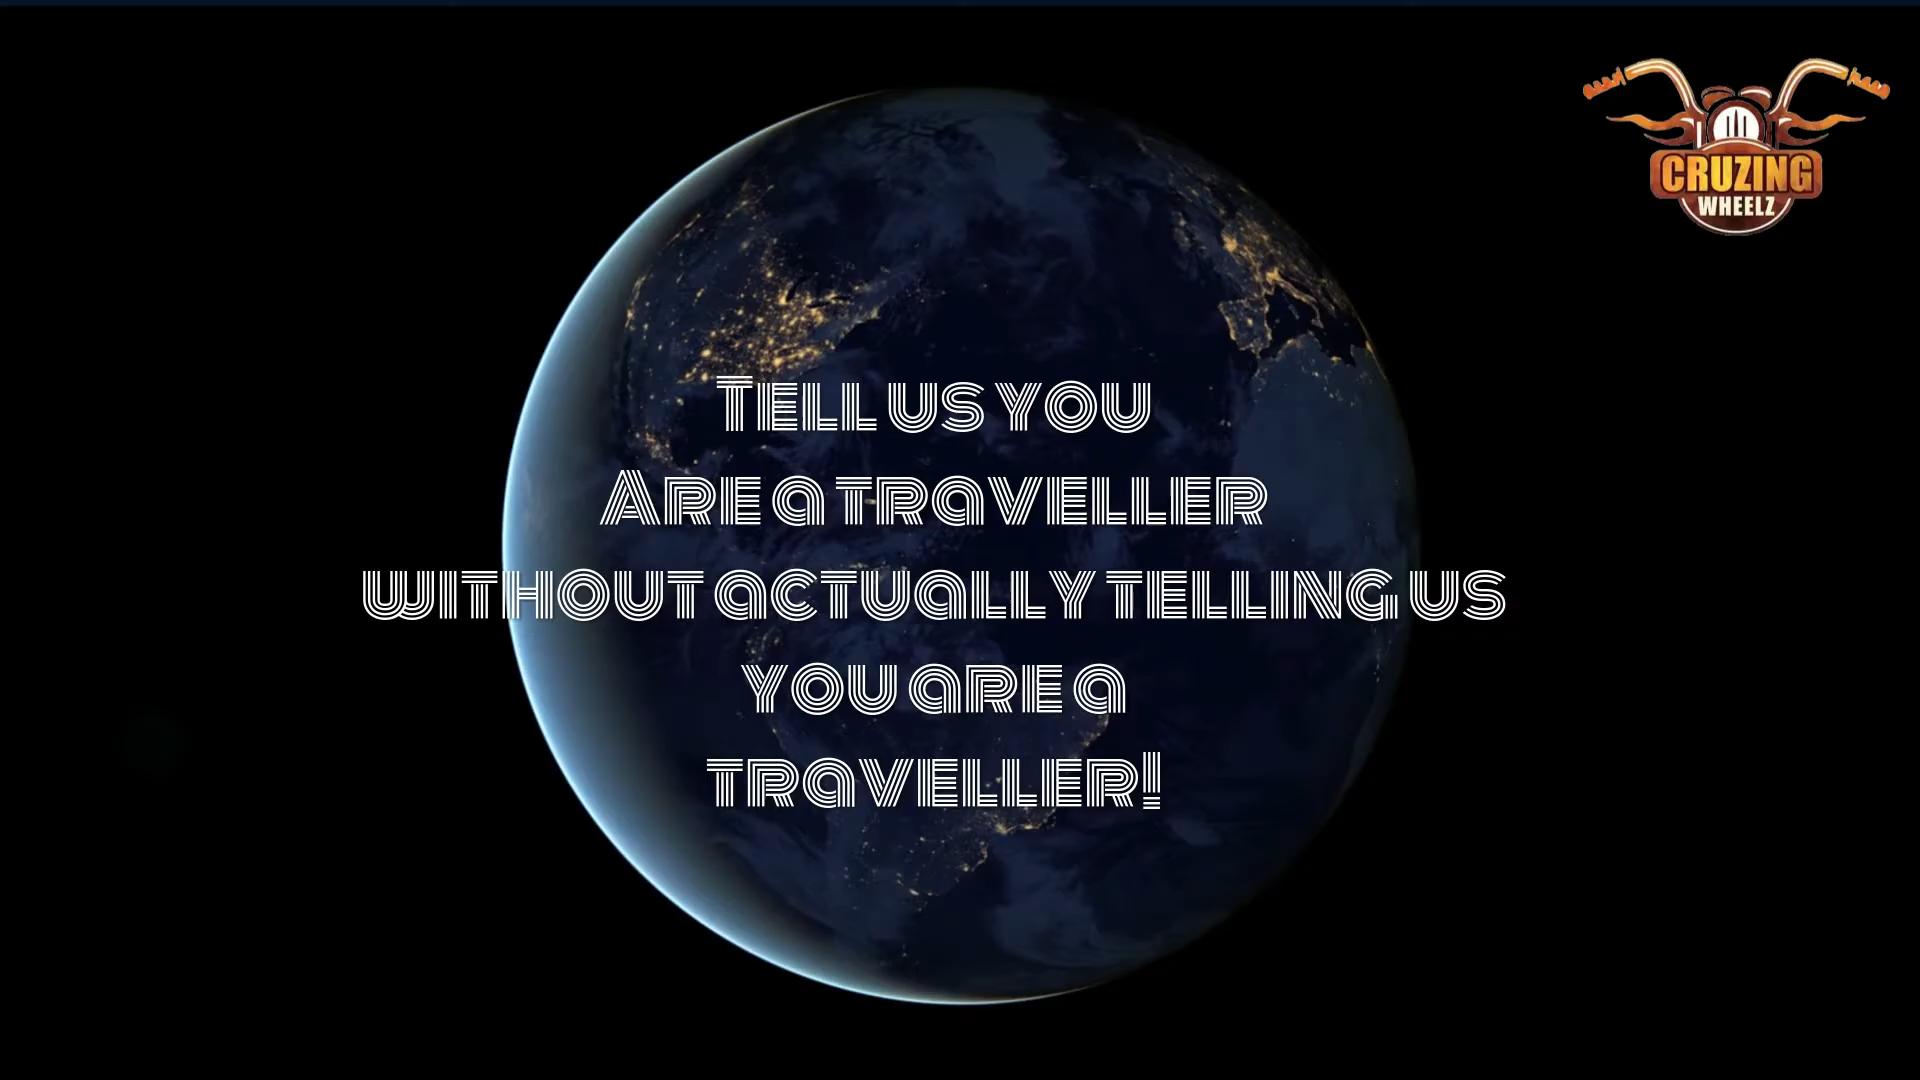 CRUZING
WHEELZ
Tell us you
Are a traveller
without actually telling us
you are a
traveller!